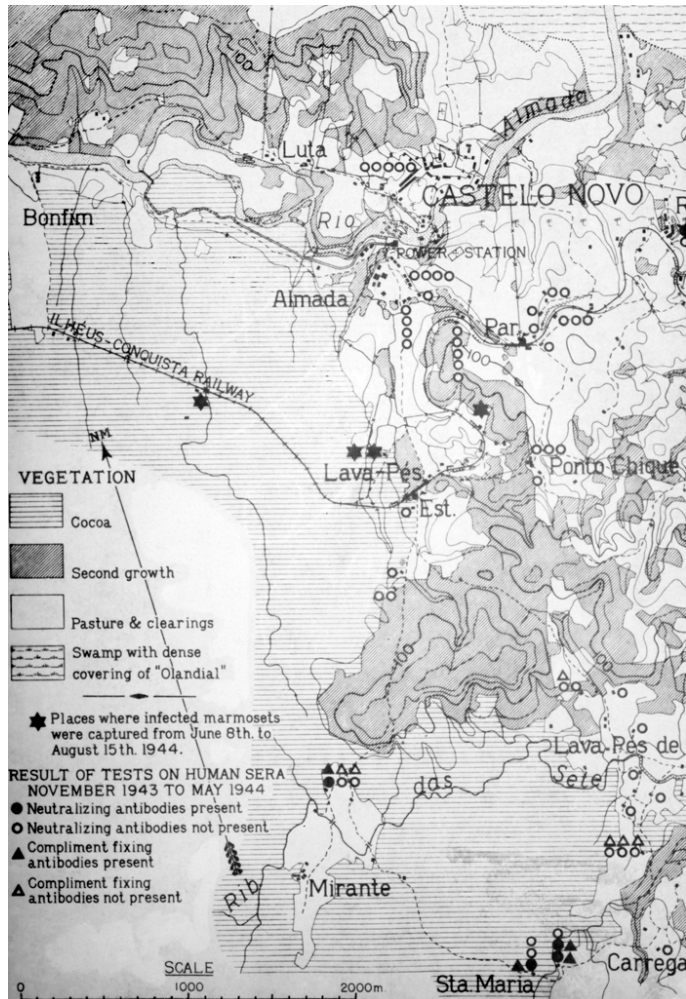 100
Luta
Almada
CASTELO NOVO
Bonfim
Rio
POWER STATION
Almada
Par.
ILHEUS-CONQUISTA RAILWAY
100
NM
Lava-Pés
Ponto Chique
Est.
VEGETATION
Cocoa
Second growth
Pasture & clearings
Swamp with dense
covering of "Olandial"
100
Places where infected marmosets
were captured from June 8th. to
August 15th. 1944.
Lava-Pés de
das
Sete
RESULT OF TESTS ON HUMAN SERA
NOVEMBER 1943 TO MAY 1944
Neutralizing antibodies present
Neutralizing antibodies not present
Compliment fixing
antibodies present
Compliment fixing
antibodies not present
Rib
Mirante
SCALE
0 1000 2000m.
Sta. Maria
Carrega